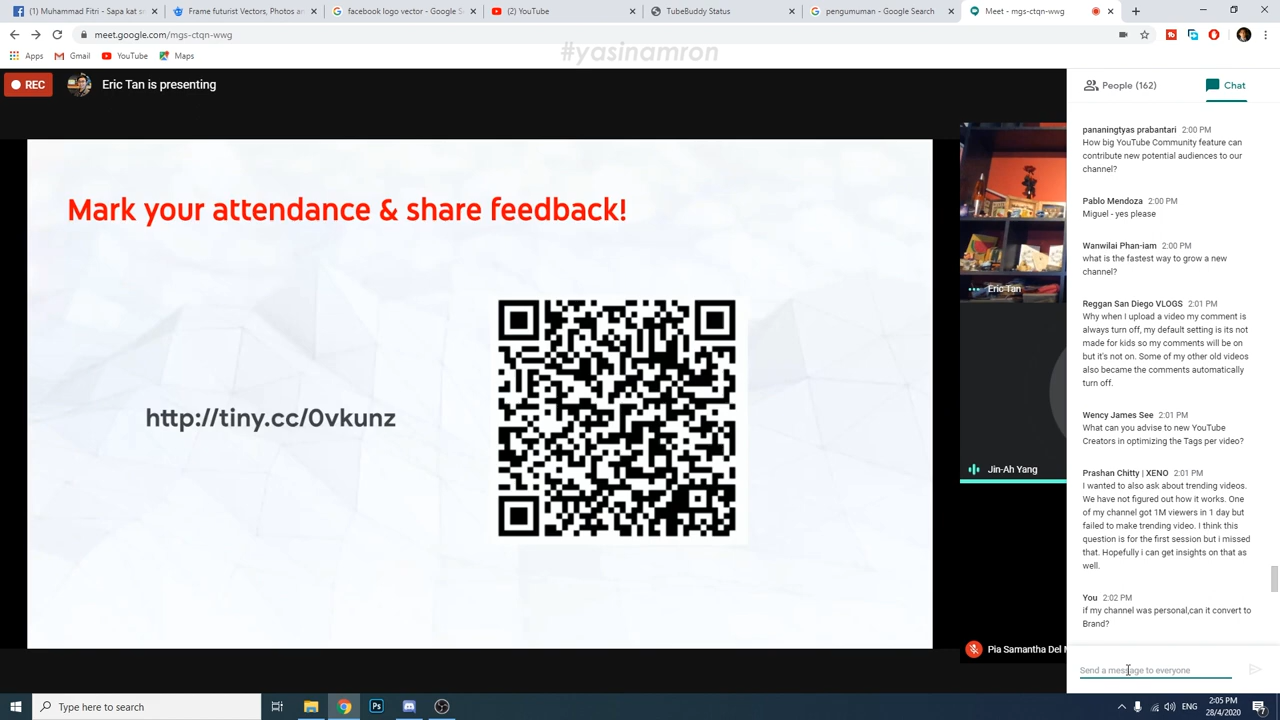 (1) Muhammad Fitri - Sapa kat s
Frame futurist Vectors, Photos an
facebook logo vector - Google S
(2) YouTube
TubeBuddy Status
pengumuman - Google Search
Meet - mgs-ctqn-wwg
meet.google.com/mgs-ctqn-wwg
Apps
Gmail
YouTube
Maps
#yasinamron
REC
Eric Tan is presenting
People (162)
Chat
Mark your attendance & share feedback!
http://tiny.cc/0vkunz
Eric Tan
Jin-Ah Yang
Pia Samantha Del
pananingtyas prabantari 2:00 PM
How big YouTube Community feature can
contribute new potential audiences to our
channel?
Pablo Mendoza 2:00 PM
Miguel - yes please
Wanwilai Phan-iam 2:00 PM
what is the fastest way to grow a new
channel?
Reggan San Diego VLOGS 2:01 PM
Why when I upload a video my comment is
always turn off, my default setting is its not
made for kids so my comments will be on
but it's not on. Some of my other old videos
also became the comments automatically
turn off.
Wency James See 2:01 PM
What can you advise to new YouTube
Creators in optimizing the Tags per video?
Prashan Chitty | XENO 2:01 PM
I wanted to also ask about trending videos.
We have not figured out how it works. One
of my channel got 1M viewers in 1 day but
failed to make trending video. I think this
question is for the first session but i missed
that. Hopefully i can get insights on that as
well.
You 2:02 PM
if my channel was personal,can it convert to
Brand?
Send a message to everyone
Type here to search
Ps
ENG
2:05 PM
28/4/2020